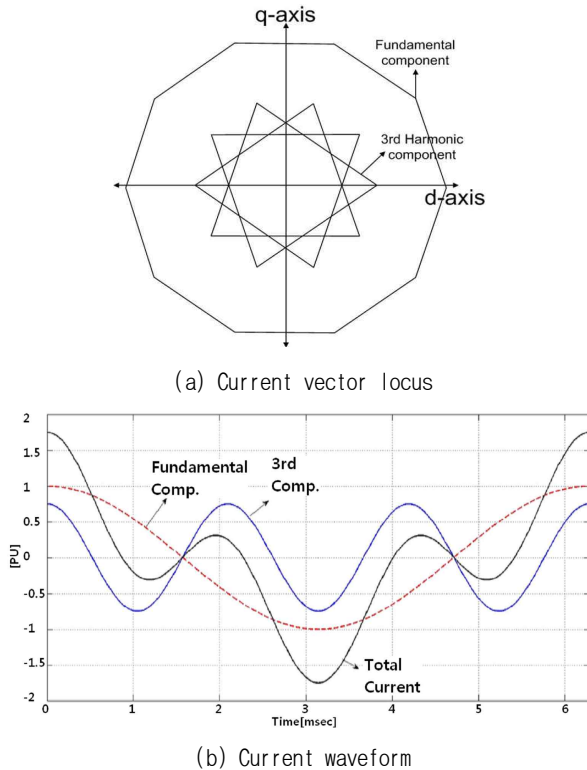 q-axis
Fundamental
component
3rd Harmonic
component
d-axis
(a) Current vector locus
2
1.5
1
0.5
0
-0.5
-1
-1.5
-2
[PU]
Fundamental
Comp.
3rd
Comp.
Total
Current
0
1
2
3
4
5
6
Time[msec]
(b) Current waveform